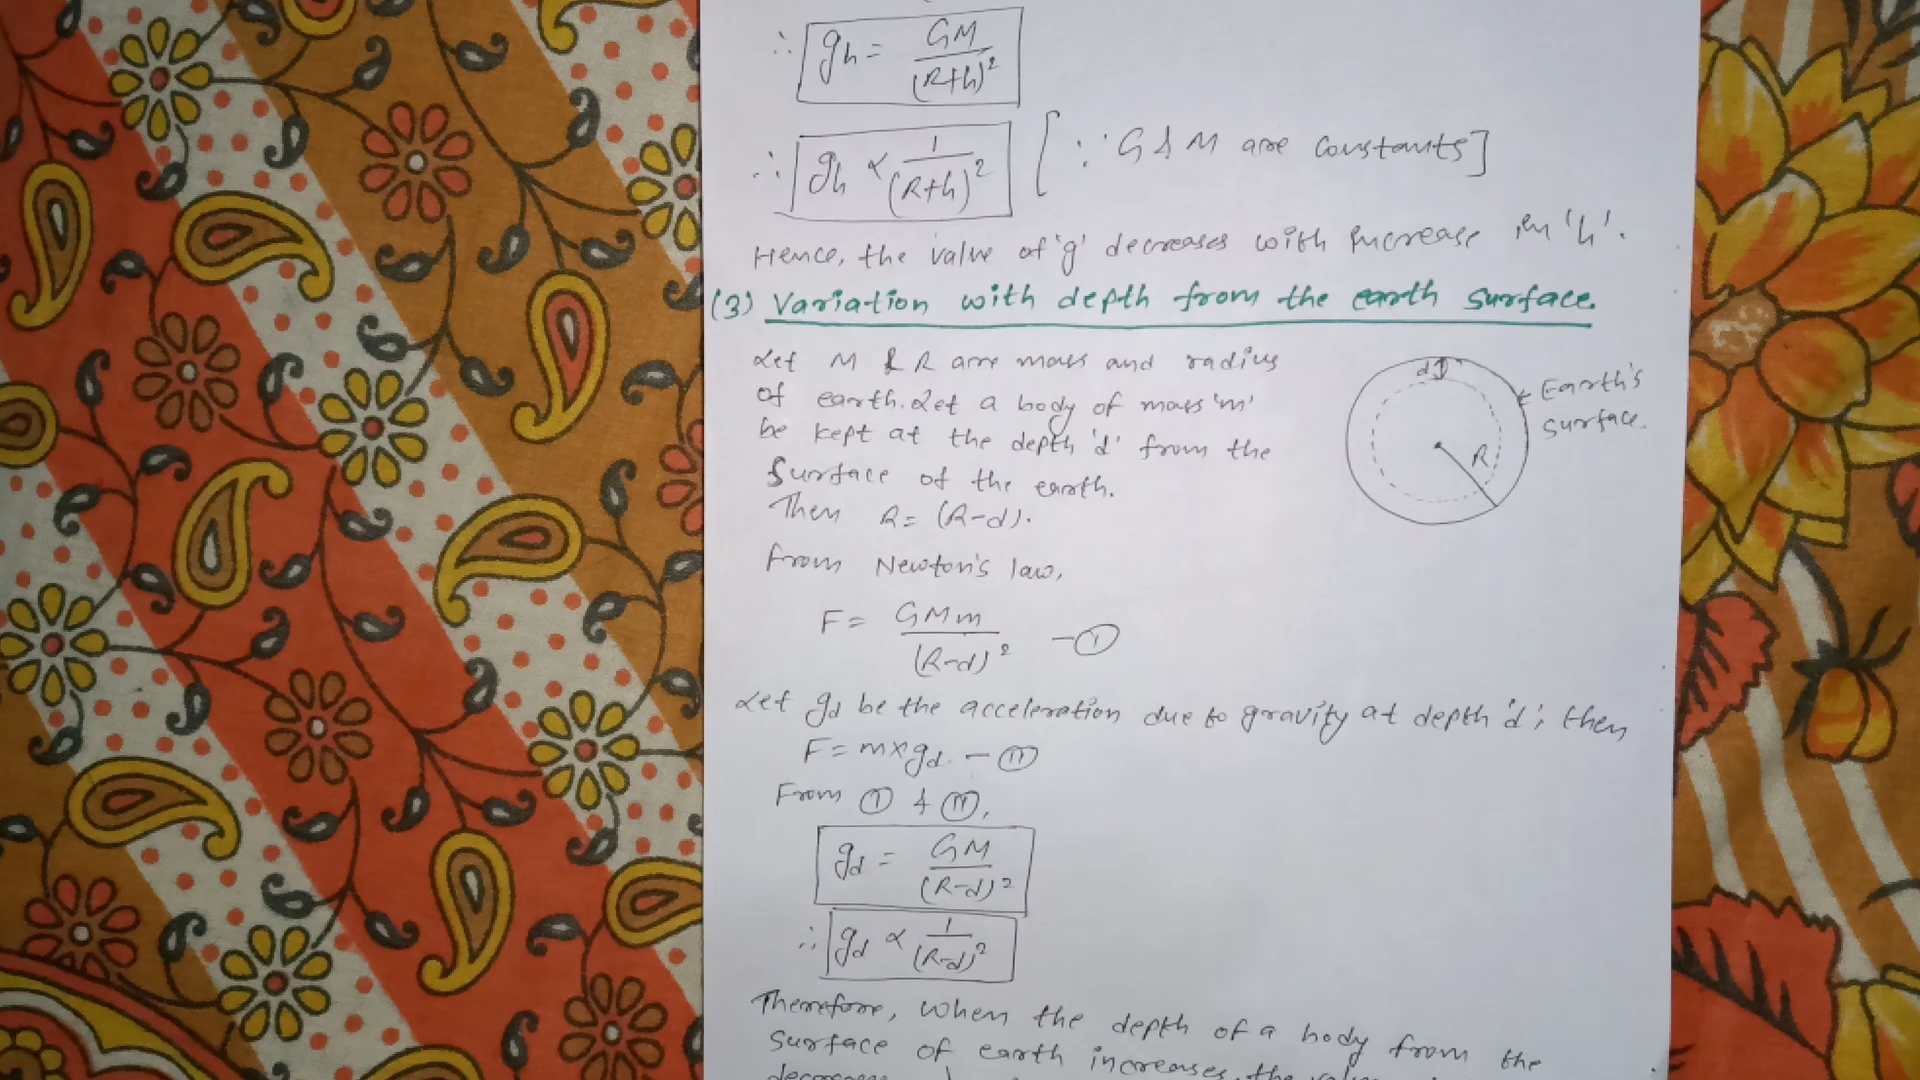 ∴ gh = GM/(R+h)²
∴ gh ∝ 1/(R+h)² [∵ G & M are constants]
Hence, the value of 'g' decreases with increase in 'h'.
(3) Variation with depth from the earth surface.
Let M & R are mass and radius
of earth. Let a body of mass 'm'
be kept at the depth 'd' from the
surface of the earth.
Then R = (R-d).
d
R
Earth's
surface.
From Newton's law,
F = GMm/(R-d)² - (I)
Let gd be the acceleration due to gravity at depth 'd', then
F = m×gd. - (II)
From (I) & (II),
gd = GM/(R-d)²
∴ gd ∝ 1/(R-d)²
Therefore, when the depth of a body from the
surface of earth increases, the